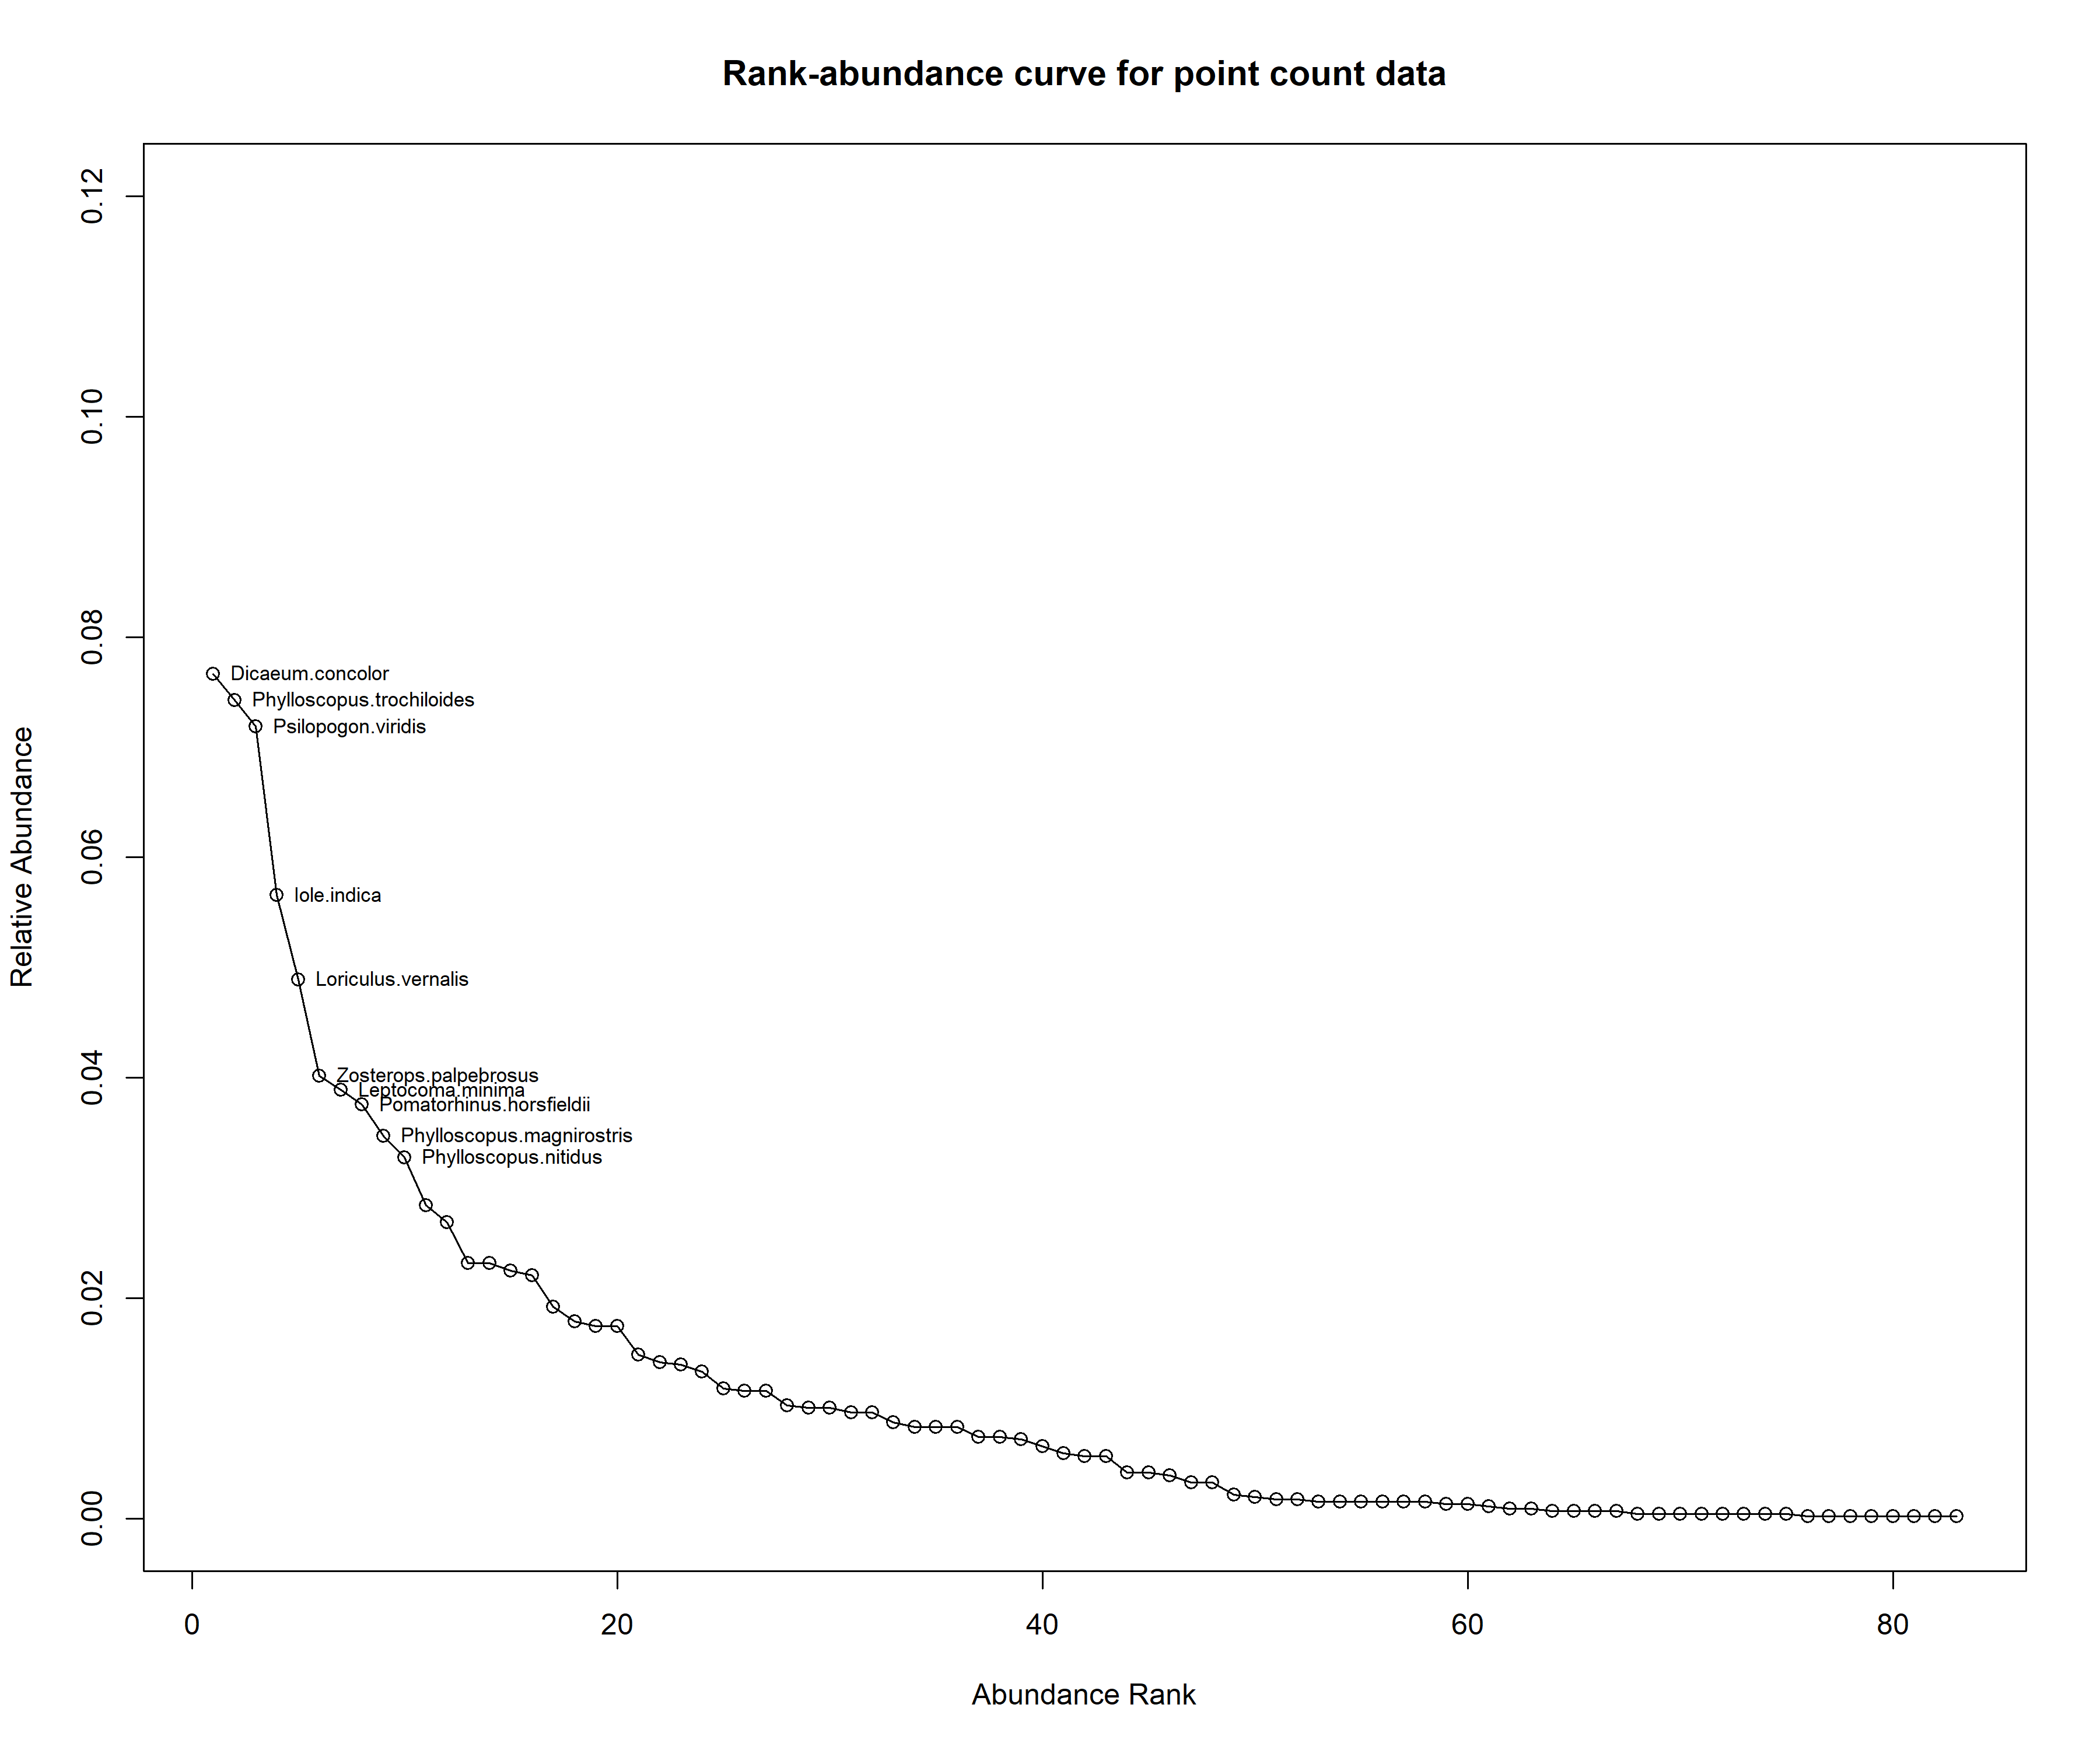 Rank-abundance curve for point count data
0.12
0.10
0.08
0.06
0.04
0.02
0.00
Relative Abundance
Dicaeum.concolor
Phylloscopus.trochiloides
Psilopogon.viridis
Iole.indica
Loriculus.vernalis
Zosterops.palpebrosus
Leptocoma.minima
Pomatorhinus.horsfieldii
Phylloscopus.magnirostris
Phylloscopus.nitidus
0 20 40 60 80
Abundance Rank